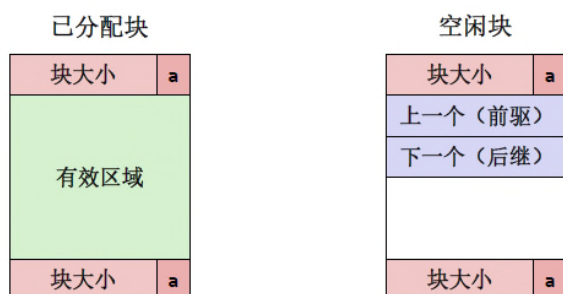 已分配块
块大小 a
有效区域
块大小 a
空闲块
块大小 a
上一个（前驱）
下一个（后继）
块大小 a